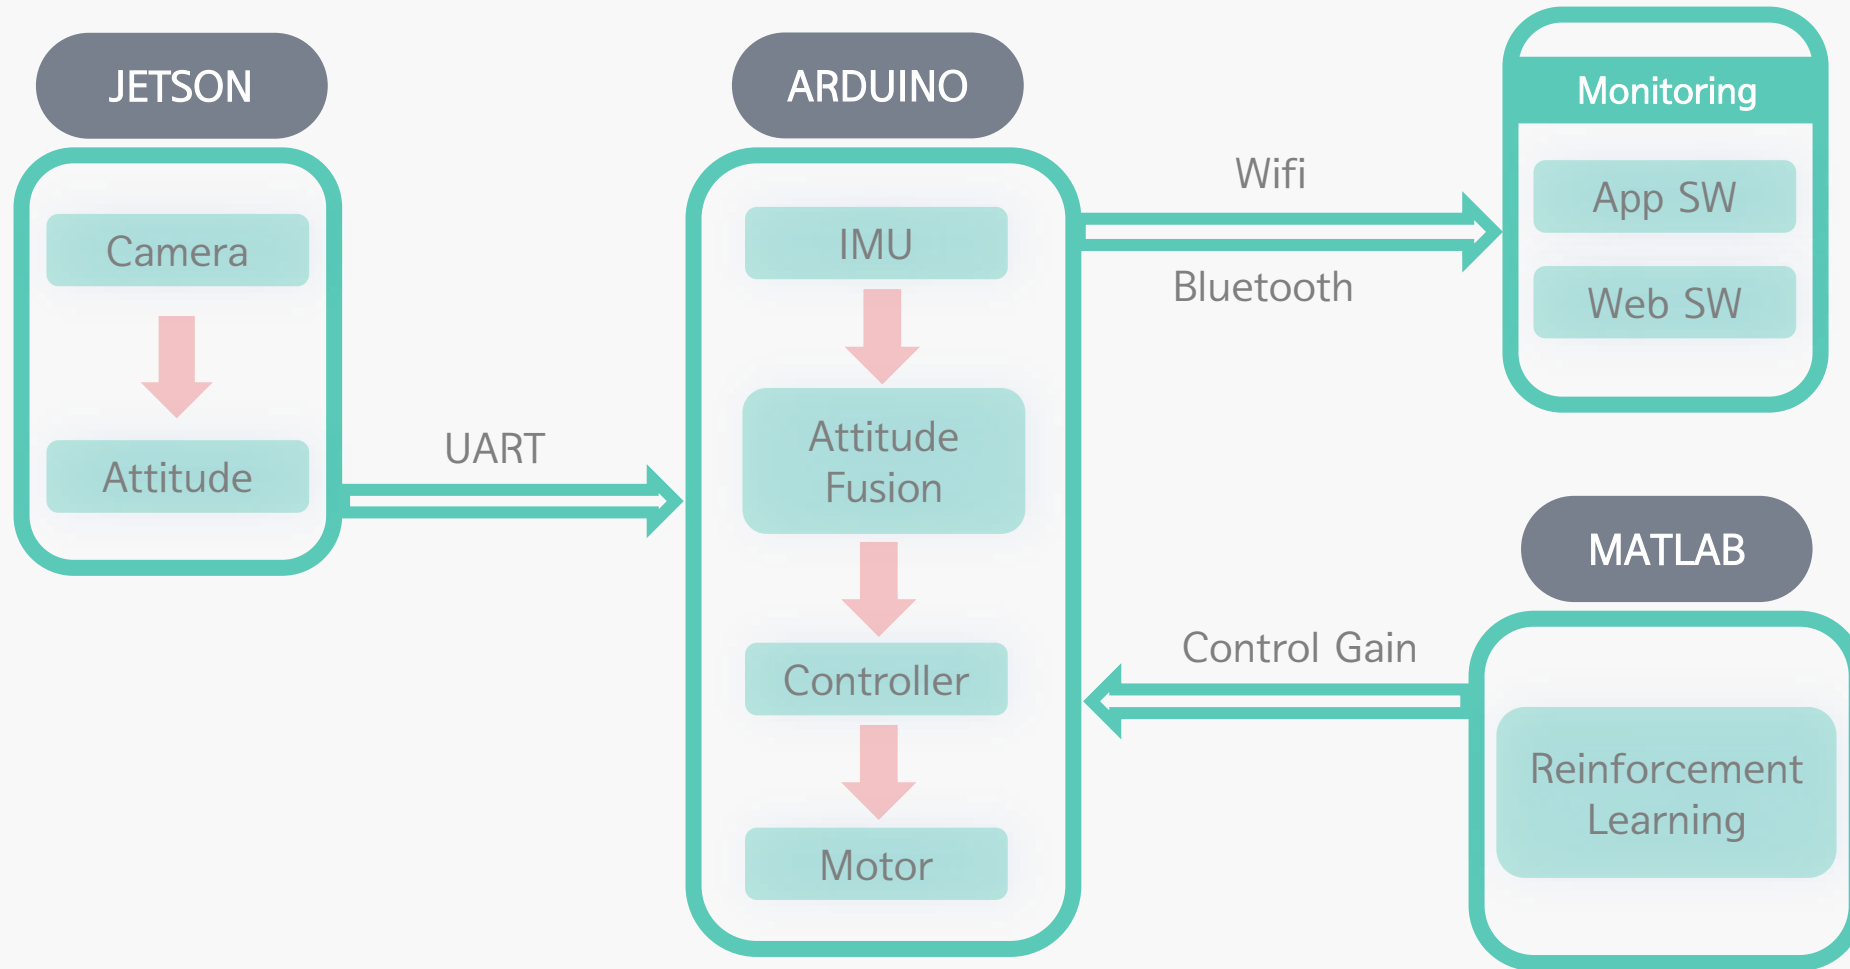 JETSON
Camera
Attitude
UART
ARDUINO
IMU
Attitude
Fusion
Controller
Motor
Wifi
Bluetooth
Monitoring
App SW
Web SW
Control Gain
MATLAB
Reinforcement
Learning